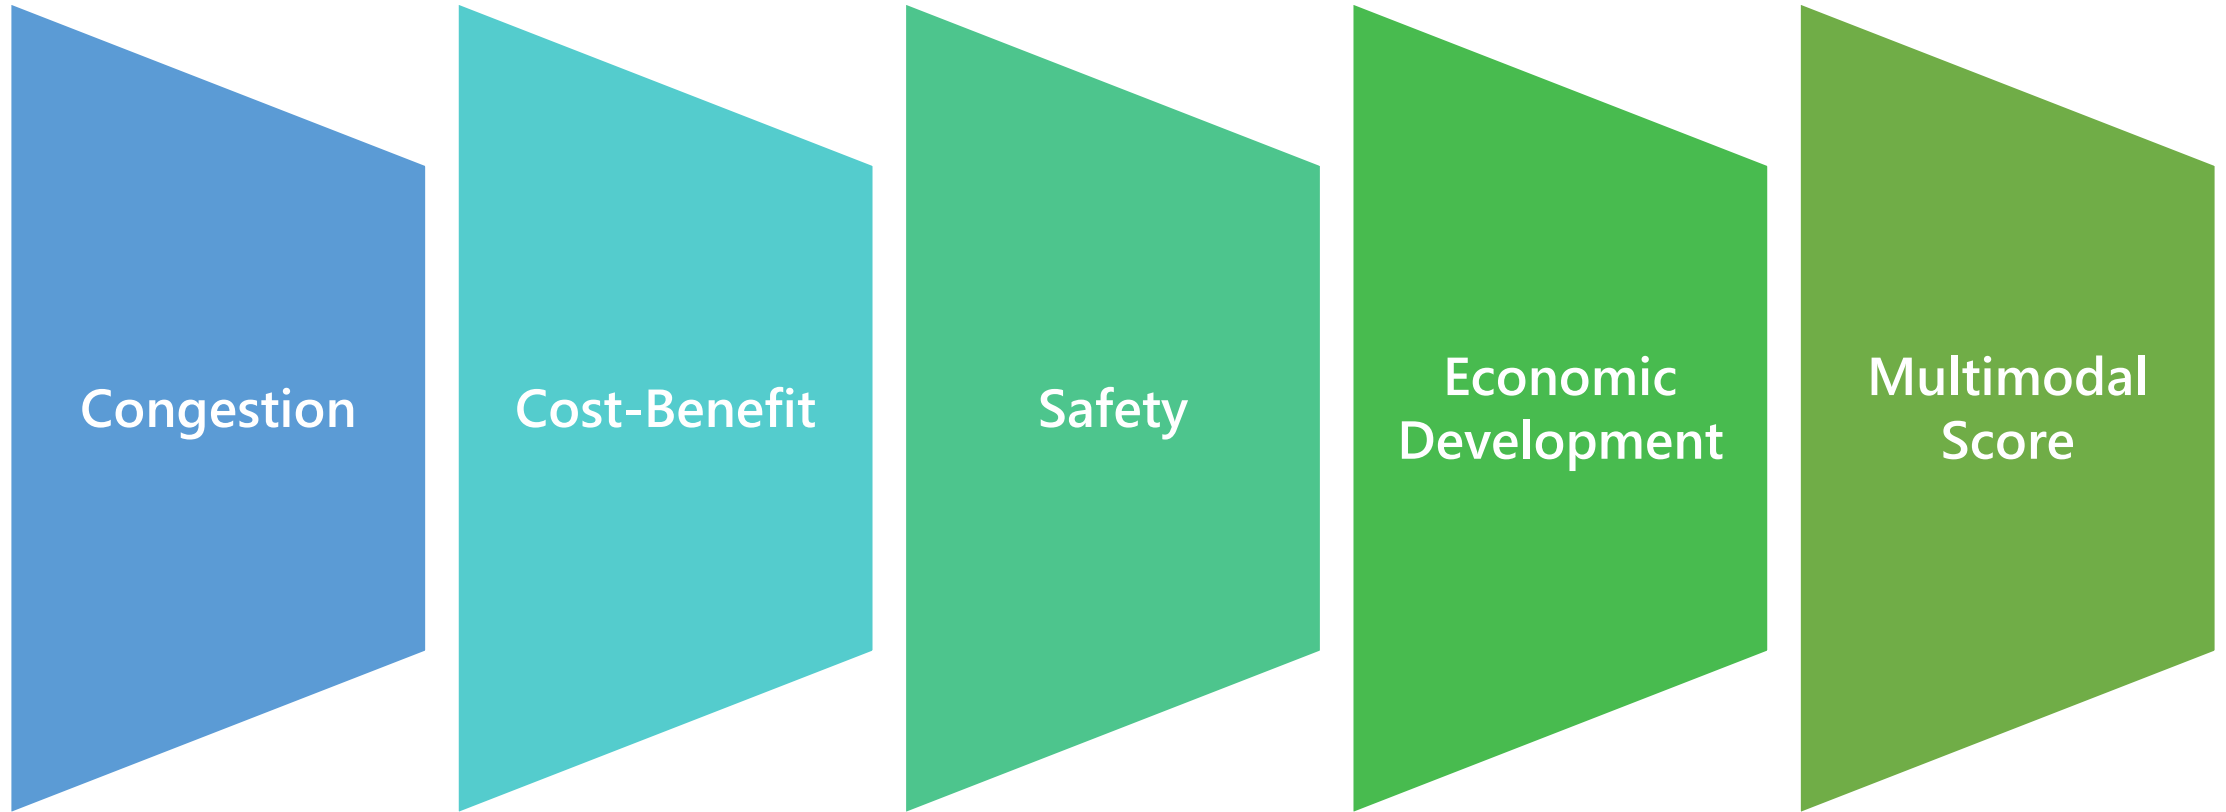 Congestion
Cost-Benefit
Safety
Economic
Development
Multimodal
Score